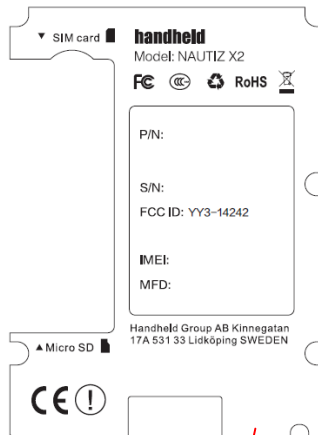 ▼ SIM card
handheld
Model: NAUTIZ X2
FC CCC RoHS
P/N:
S/N:
FCC ID: YY3-14242
IMEI:
MFD:
Handheld Group AB Kinnegatan
17A 531 33 Lidköping SWEDEN
▲ Micro SD
CE !